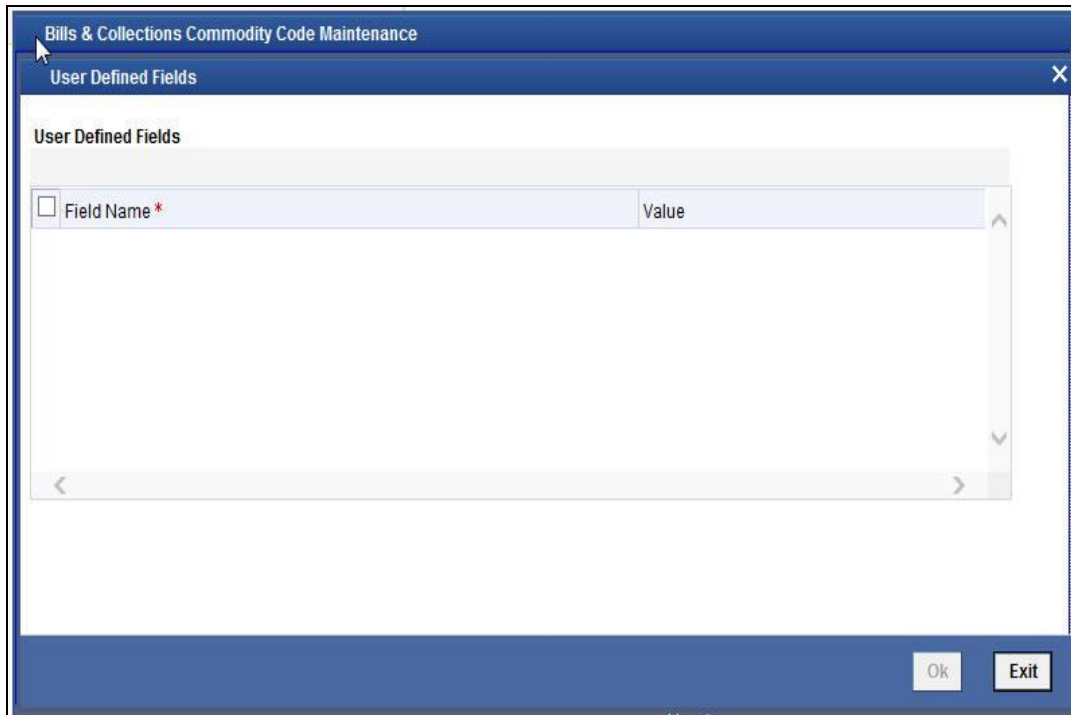 Bills & Collections Commodity Code Maintenance
User Defined Fields
User Defined Fields
Field Name * Value
Ok Exit